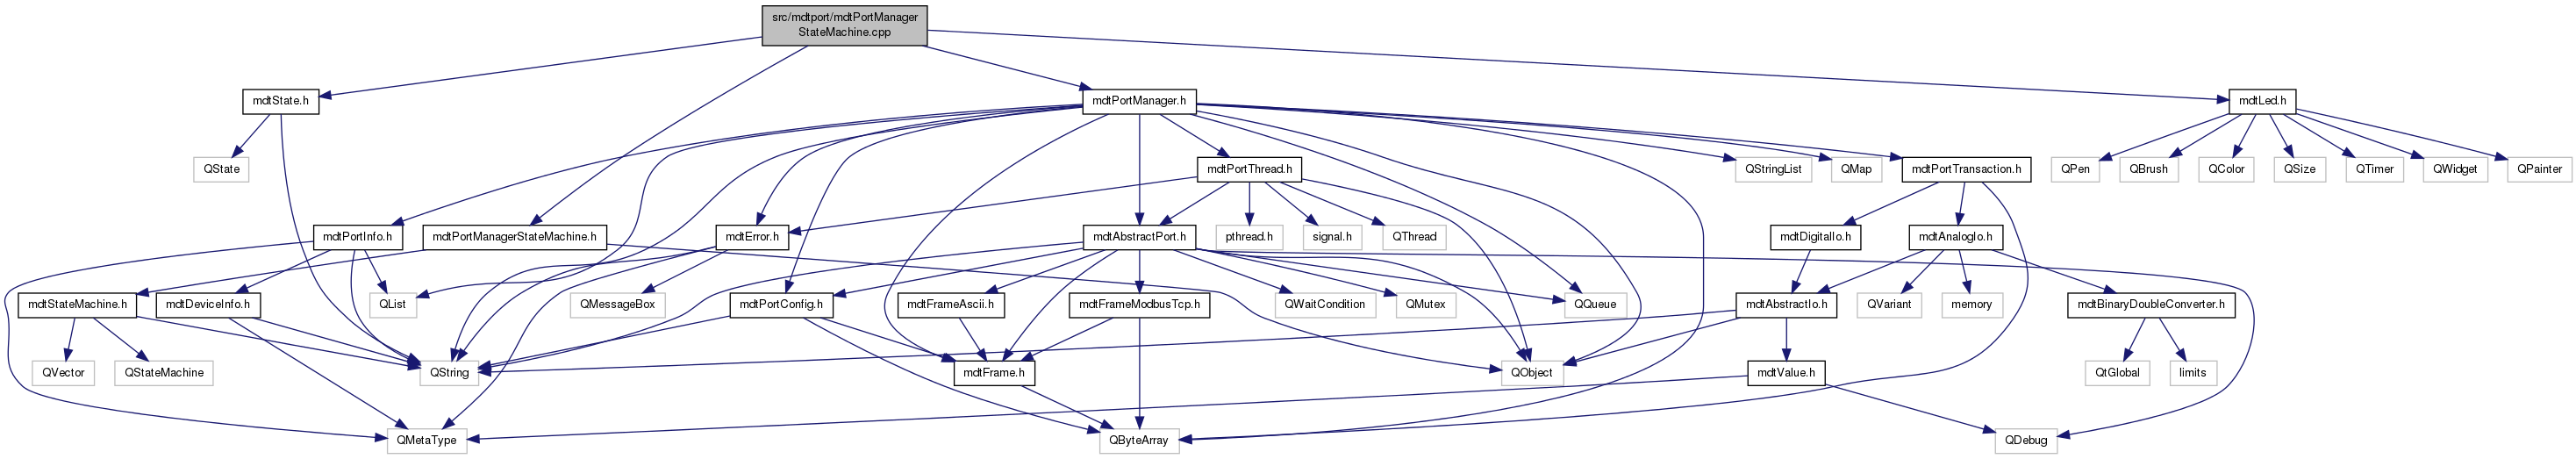 src/mdtport/mdtPortManager
StateMachine.cpp
mdtState.h
mdtPortManager.h
mdtLed.h
QState
mdtPortThread.h
QStringList
QMap
mdtPortTransaction.h
QPen
QBrush
QColor
QSize
QTimer
QWidget
QPainter
mdtPortInfo.h
mdtPortManagerStateMachine.h
mdtError.h
mdtAbstractPort.h
pthread.h
signal.h
QThread
mdtDigitalIo.h
mdtAnalogIo.h
mdtStateMachine.h
mdtDeviceInfo.h
QList
QMessageBox
mdtPortConfig.h
mdtFrameAscii.h
mdtFrameModbusTcp.h
QWaitCondition
QMutex
QQueue
mdtAbstractIo.h
QVariant
memory
mdtBinaryDoubleConverter.h
QVector
QStateMachine
QString
mdtFrame.h
QObject
mdtValue.h
QtGlobal
limits
QMetaType
QByteArray
QDebug